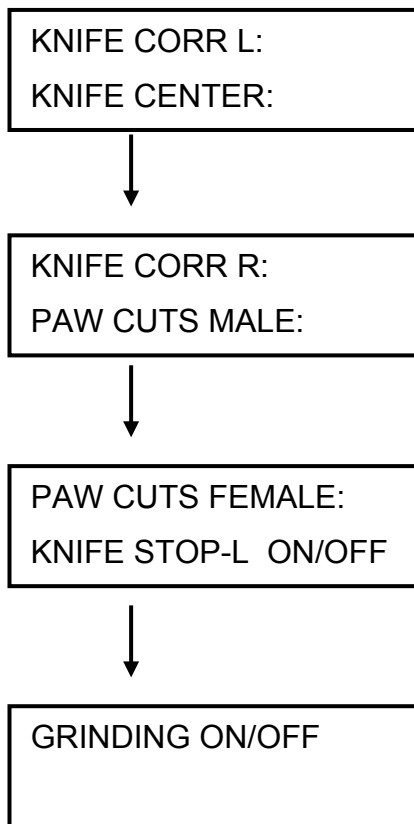 KNIFE CORR L:
KNIFE CENTER:
KNIFE CORR R:
PAW CUTS MALE:
PAW CUTS FEMALE:
KNIFE STOP-L ON/OFF
GRINDING ON/OFF